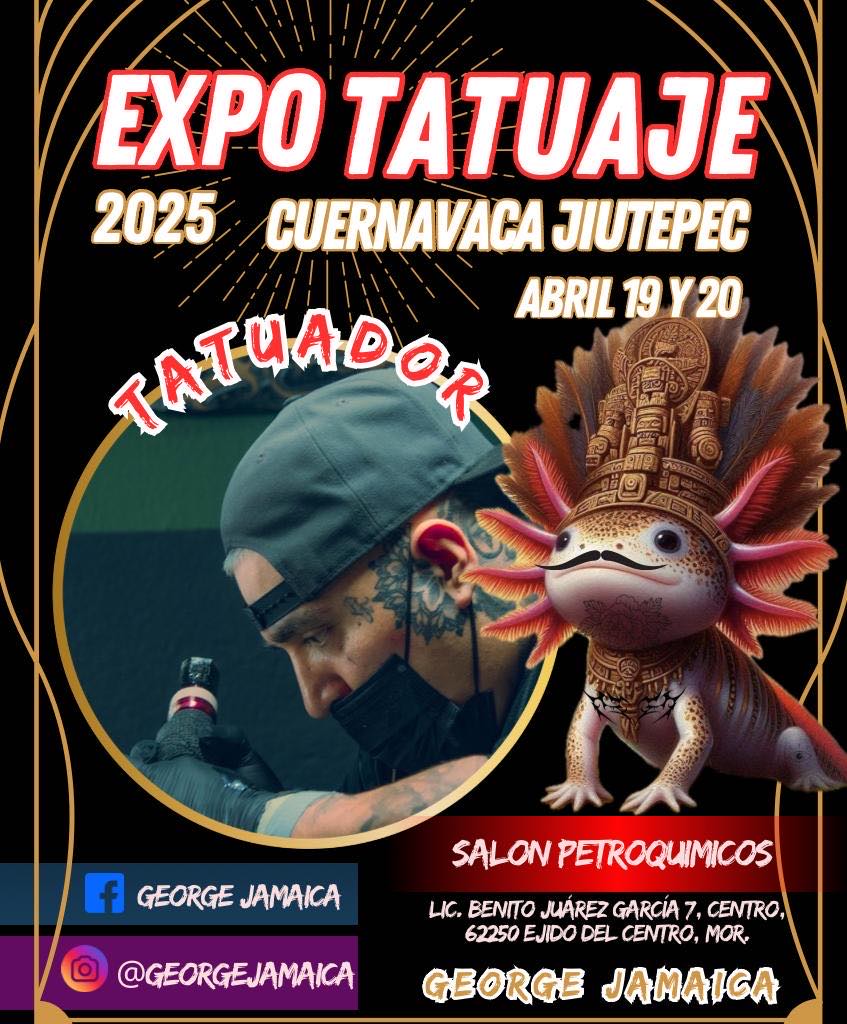 EXPO TATUAJE
2025 CUERNAVACA JIUTEPEC
ABRIL 19 Y 20
TATUADOR
SALON PETROQUIMICOS
LIC. BENITO JUÁREZ GARCÍA 7, CENTRO,
62250 EJIDO DEL CENTRO, MOR.
GEORGE JAMAICA
@GEORGEJAMAICA
GEORGE JAMAICA